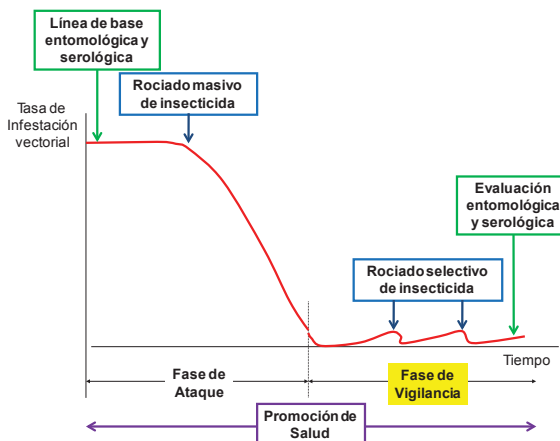 Línea de base
entomológica y
serológica
Rociado masivo
de insecticida
Tasa de
Infestación
vectorial
Evaluación
entomológica
y serológica
Rociado selectivo
de insecticida
Tiempo
Fase de
Ataque
Fase de
Vigilancia
Promoción de
Salud